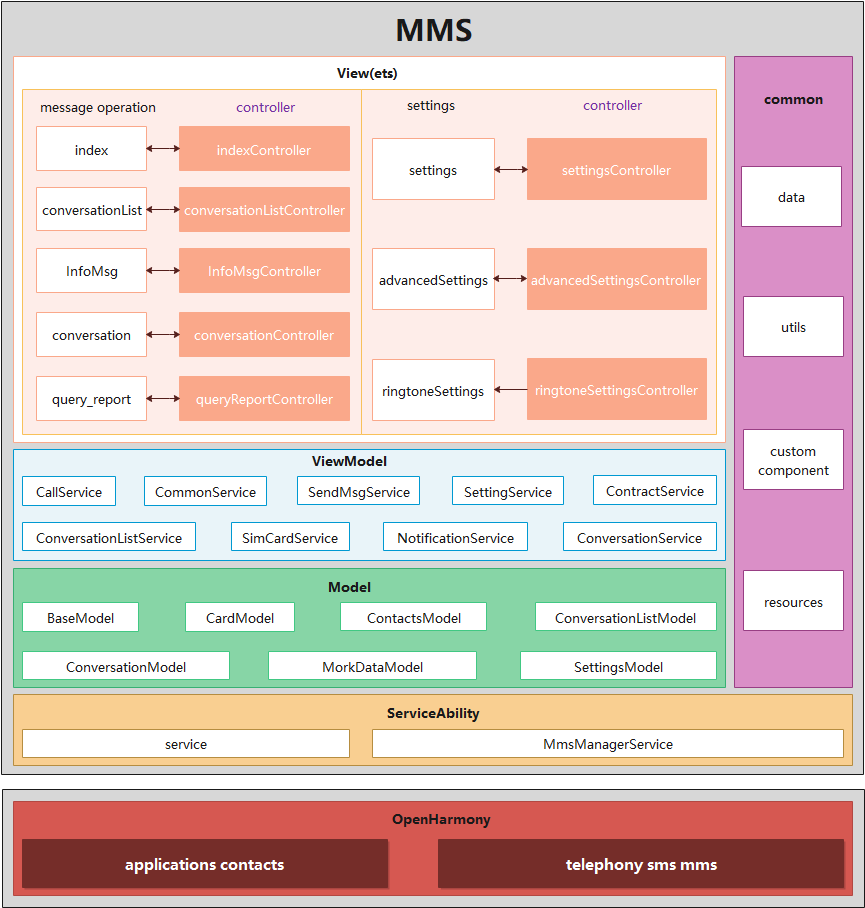 MMS
View(ets)
message operation
controller
index
indexController
conversationList
conversationListController
InfoMsg
InfoMsgController
conversation
conversationController
query_report
queryReportController
settings
controller
settings
settingsController
advancedSettings
advancedSettingsController
ringtoneSettings
ringtoneSettingsController
common
data
utils
custom
component
resources
ViewModel
CallService
CommonService
SendMsgService
SettingService
ContractService
ConversationListService
SimCardService
NotificationService
ConversationService
Model
BaseModel
CardModel
ContactsModel
ConversationListModel
ConversationModel
MorkDataModel
SettingsModel
ServiceAbility
service
MmsManagerService
OpenHarmony
applications contacts
telephony sms mms